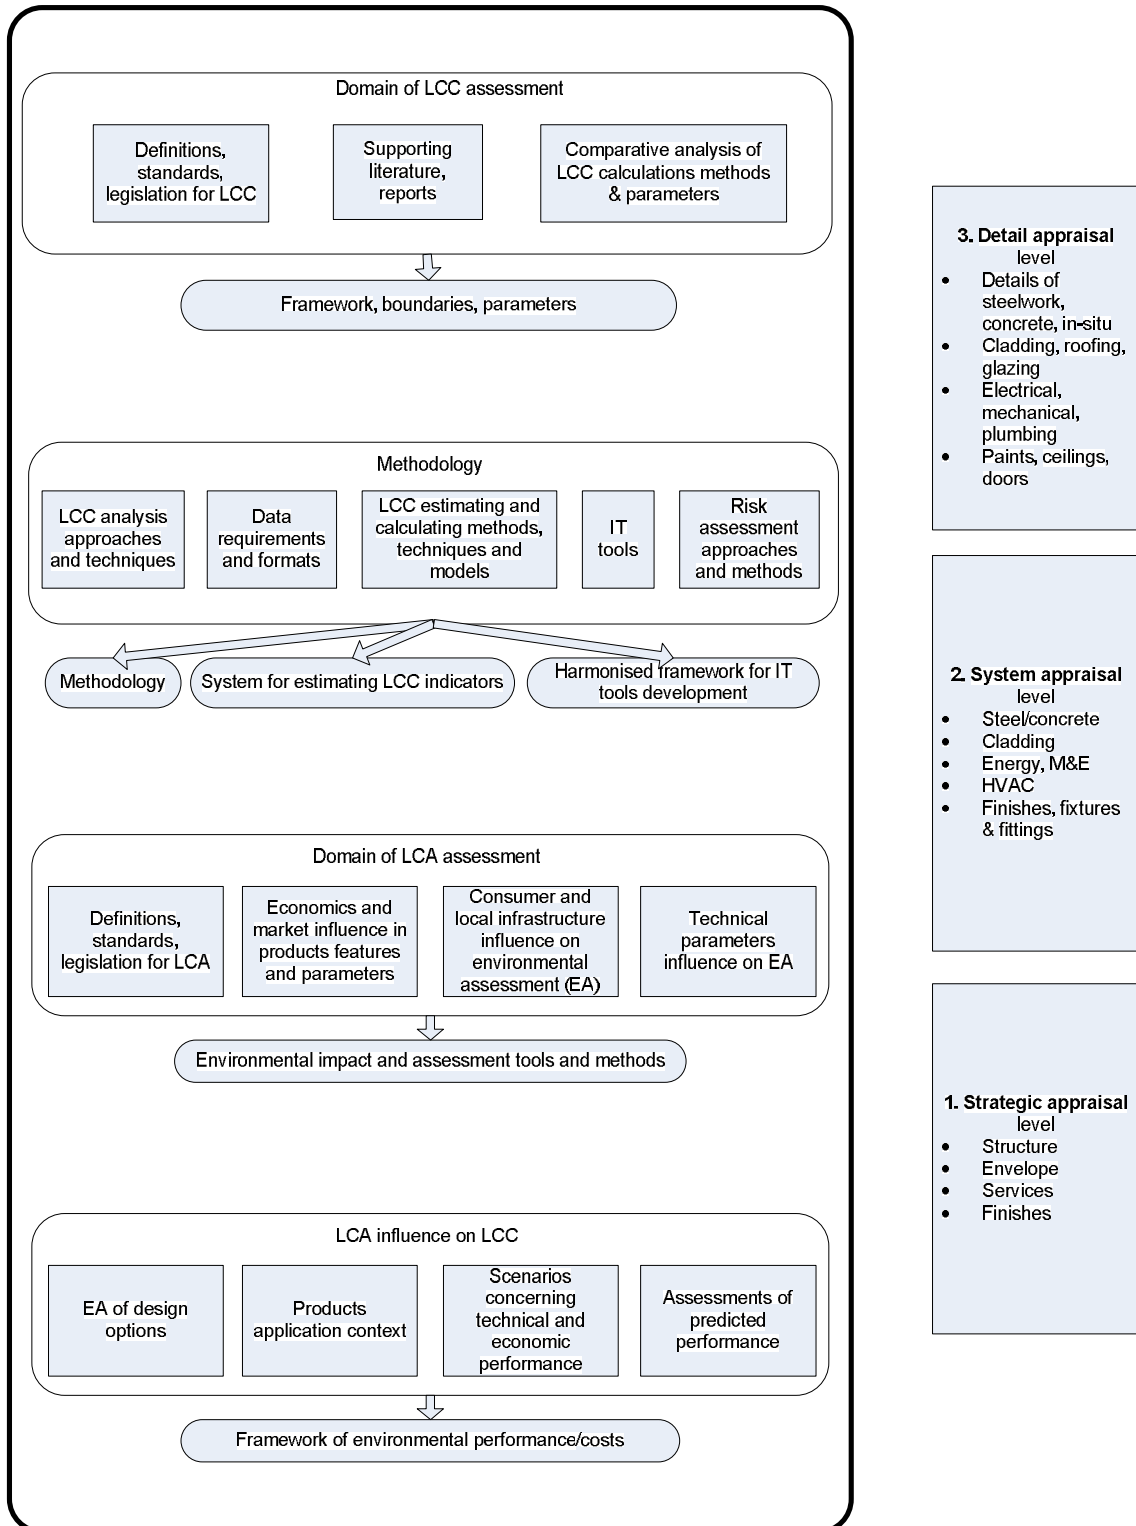 Domain of LCC assessment
Definitions,
standards,
legislation for LCC
Supporting
literature,
reports
Comparative analysis of
LCC calculations methods
& parameters
Framework, boundaries, parameters
Methodology
LCC analysis
approaches
and techniques
Data
requirements
and formats
LCC estimating and
calculating methods,
techniques and
models
IT
tools
Risk
assessment
approaches
and methods
Methodology
System for estimating LCC indicators
Harmonised framework for IT
tools development
Domain of LCA assessment
Definitions,
standards,
legislation for LCA
Economics and
market influence in
products features
and parameters
Consumer and
local infrastructure
influence on
environmental
assessment (EA)
Technical
parameters
influence on EA
Environmental impact and assessment tools and methods
LCA influence on LCC
EA of design
options
Products
application context
Scenarios
concerning
technical and
economic
performance
Assessments of
predicted
performance
Framework of environmental performance/costs
3. Detail appraisal
level
• Details of
steelwork,
concrete, in-situ
• Cladding, roofing,
glazing
• Electrical,
mechanical,
plumbing
• Paints, ceilings,
doors
2. System appraisal
level
• Steel/concrete
• Cladding
• Energy, M&E
• HVAC
• Finishes, fixtures
& fittings
1. Strategic appraisal
level
• Structure
• Envelope
• Services
• Finishes